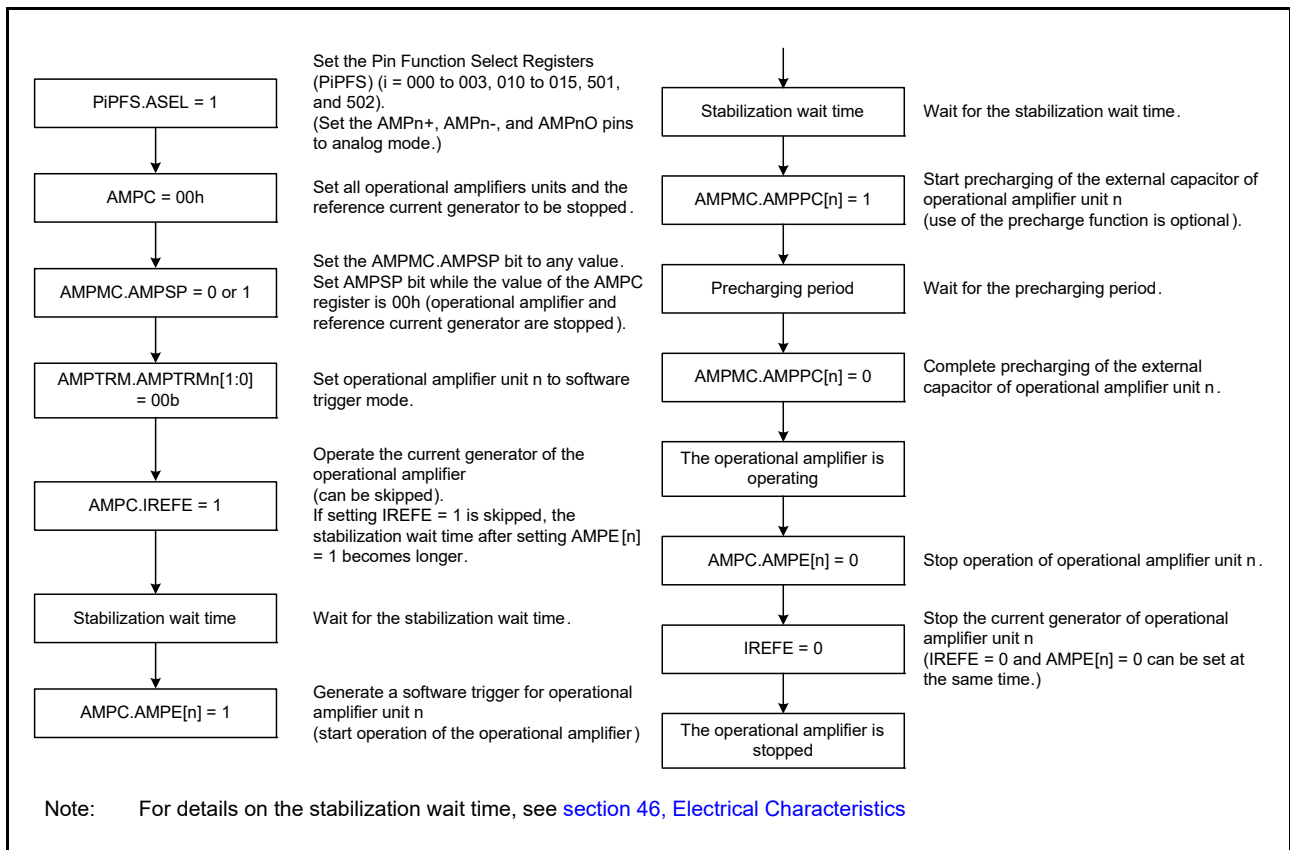 PiPFS.ASEL = 1
Set the Pin Function Select Registers
(PiPFS) (i = 000 to 003, 010 to 015, 501,
and 502).
(Set the AMPn+, AMPn-, and AMPnO pins
to analog mode.)
AMPC = 00h
Set all operational amplifiers units and the
reference current generator to be stopped.
AMPMC.AMPSP = 0 or 1
Set the AMPMC.AMPSP bit to any value.
Set AMPSP bit while the value of the AMPC
register is 00h (operational amplifier and
reference current generator are stopped).
AMPTRM.AMPTRMn[1:0]
= 00b
Set operational amplifier unit n to software
trigger mode.
AMPC.IREFE = 1
Operate the current generator of the
operational amplifier
(can be skipped).
If setting IREFE = 1 is skipped, the
stabilization wait time after setting AMPE[n]
= 1 becomes longer.
Stabilization wait time
Wait for the stabilization wait time.
AMPC.AMPE[n] = 1
Generate a software trigger for operational
amplifier unit n
(start operation of the operational amplifier)
Stabilization wait time
Wait for the stabilization wait time.
AMPMC.AMPPC[n] = 1
Start precharging of the external capacitor of
operational amplifier unit n
(use of the precharge function is optional).
Precharging period
Wait for the precharging period.
AMPMC.AMPPC[n] = 0
Complete precharging of the external
capacitor of operational amplifier unit n.
The operational amplifier is
operating
AMPC.AMPE[n] = 0
Stop operation of operational amplifier unit n.
IREFE = 0
Stop the current generator of operational
amplifier unit n
(IREFE = 0 and AMPE[n] = 0 can be set at
the same time.)
The operational amplifier is
stopped
Note: For details on the stabilization wait time, see section 46, Electrical Characteristics